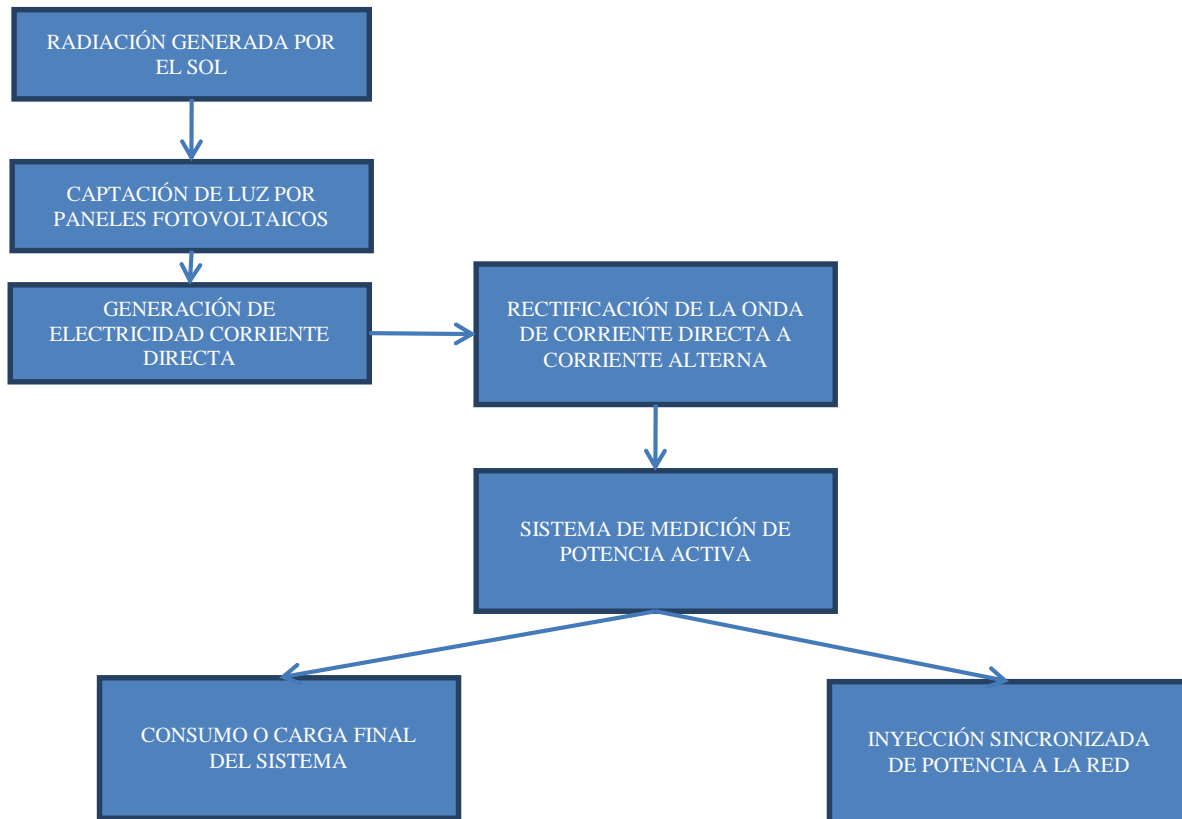 RADIACIÓN GENERADA POR
EL SOL
CAPTACIÓN DE LUZ POR
PANELES FOTOVOLTAICOS
GENERACIÓN DE
ELECTRICIDAD CORRIENTE
DIRECTA
RECTIFICACIÓN DE LA ONDA
DE CORRIENTE DIRECTA A
CORRIENTE ALTERNA
SISTEMA DE MEDICIÓN DE
POTENCIA ACTIVA
CONSUMO O CARGA FINAL
DEL SISTEMA
INYECCIÓN SINCRONIZADA
DE POTENCIA A LA RED